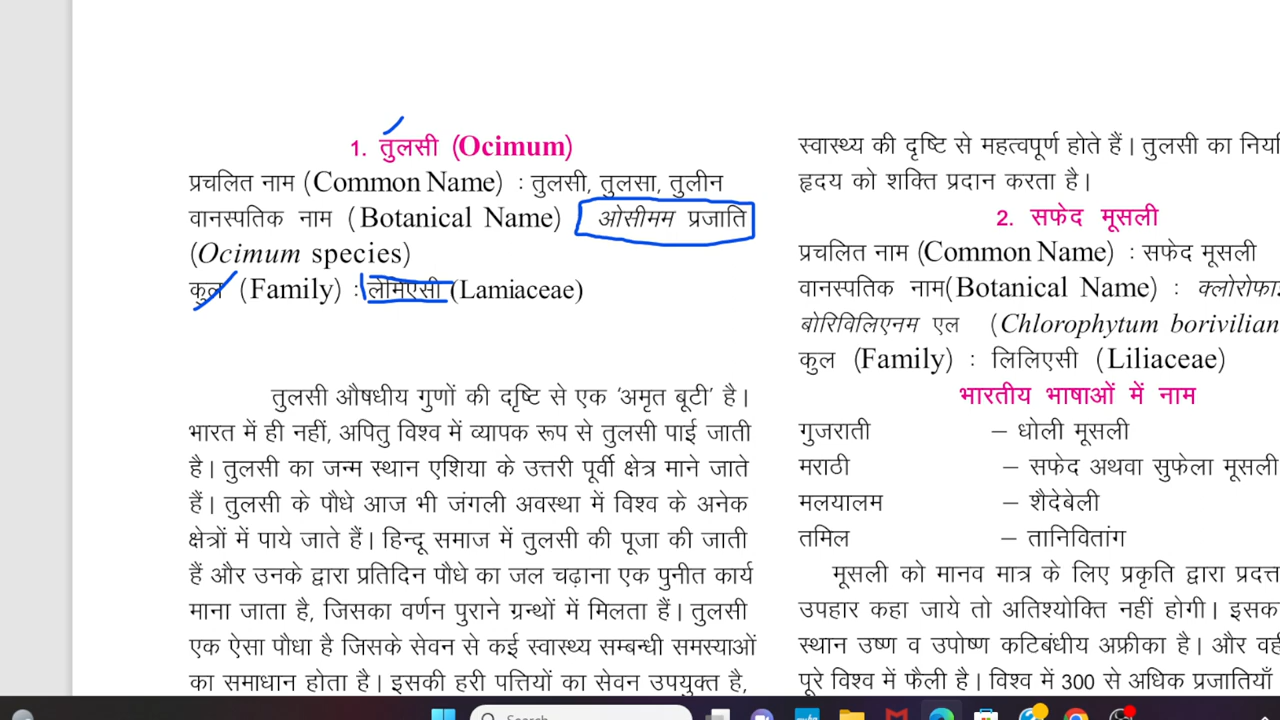 1. तुलसी (Ocimum)
प्रचलित नाम (Common Name) : तुलसी, तुलसा, तुलीन
वानस्पतिक नाम (Botanical Name) ओसीमम प्रजाति
(Ocimum species)
कुल (Family) : लेमिएसी (Lamiaceae)
तुलसी औषधीय गुणों की दृष्टि से एक ‘अमृत बूटी’ है।
भारत में ही नहीं, अपितु विश्व में व्यापक रूप से तुलसी पाई जाती
है। तुलसी का जन्म स्थान एशिया के उत्तरी पूर्वी क्षेत्र माने जाते
हैं। तुलसी के पौधे आज भी जंगली अवस्था में विश्व के अनेक
क्षेत्रों में पाये जाते हैं। हिन्दू समाज में तुलसी की पूजा की जाती
हैं और उनके द्वारा प्रतिदिन पौधे का जल चढ़ाना एक पुनीत कार्य
माना जाता है, जिसका वर्णन पुराने ग्रन्थों में मिलता हैं। तुलसी
एक ऐसा पौधा है जिसके सेवन से कई स्वास्थ्य सम्बन्धी समस्याओं
का समाधान होता है। इसकी हरी पत्तियों का सेवन उपयुक्त है,
स्वास्थ्य की दृष्टि से महत्वपूर्ण होते हैं। तुलसी का
हृदय को शक्ति प्रदान करता है।
2. सफेद मूसली
प्रचलित नाम (Common Name) : सफेद मूसली
वानस्पतिक नाम(Botanical Name) :
बोरिविलिएनम एल (Chlorophytum
कुल (Family) : लिलिएसी (Liliaceae)
भारतीय भाषाओं में नाम
गुजराती – धोली मूसली
मराठी – सफेद अथवा सुफेला मूसली
मलयालम – शैदेबेली
तमिल – तानिवितांग
मूसली को मानव मात्र के लिए प्रकृति द्वारा प्रदत्त
उपहार कहा जाये तो अतिश्योक्ति नहीं होगी।
स्थान उष्ण व उपोष्ण कटिबंधीय अफ्रीका है। और
पूरे विश्व में फैली है। विश्व में 300 से अधिक प्रजातियाँ
Search